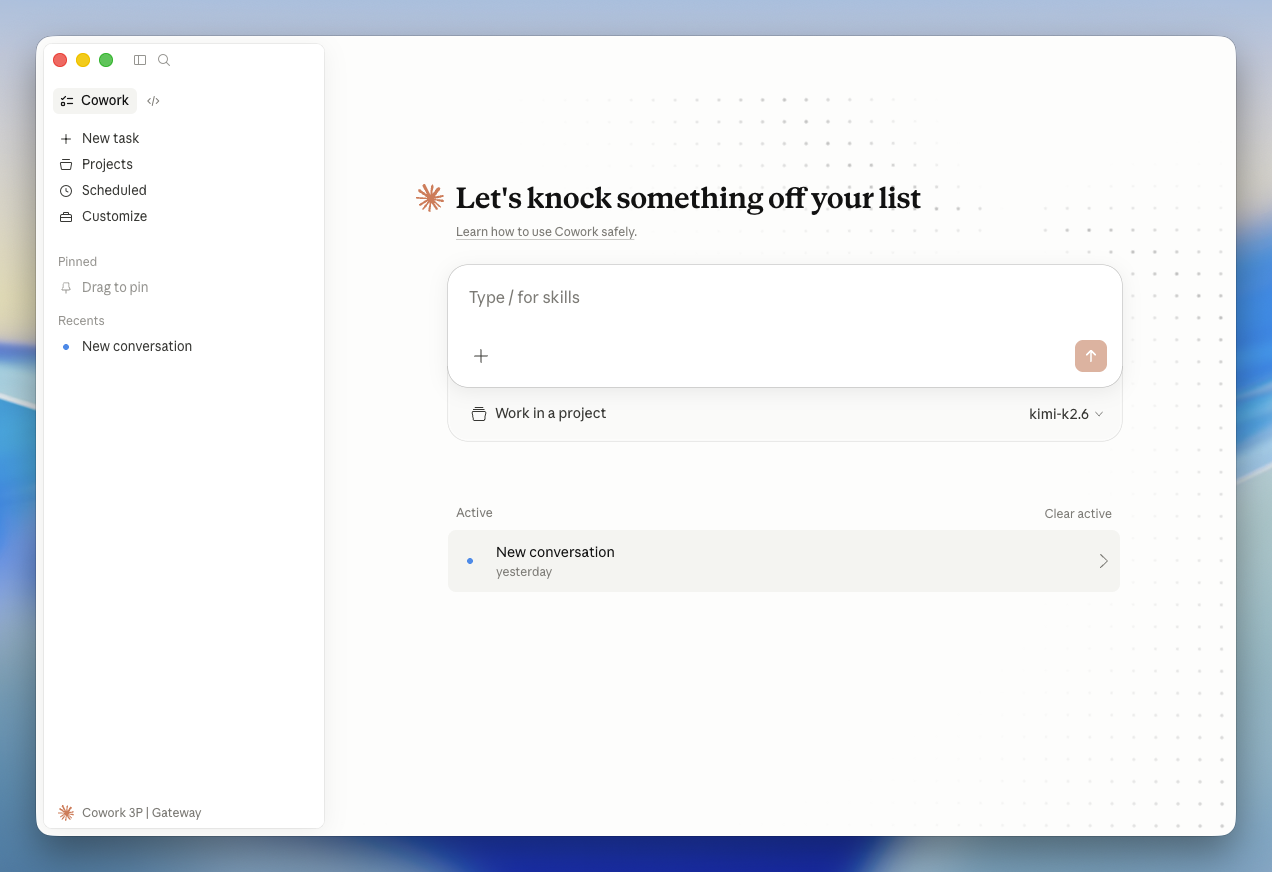 Cowork
New task
Projects
Scheduled
Customize
Pinned
Drag to pin
Recents
New conversation
Cowork 3P | Gateway
Let's knock something off your list
Learn how to use Cowork safely.
Type / for skills
Work in a project
kimi-k2.6
Active
Clear active
New conversation
yesterday